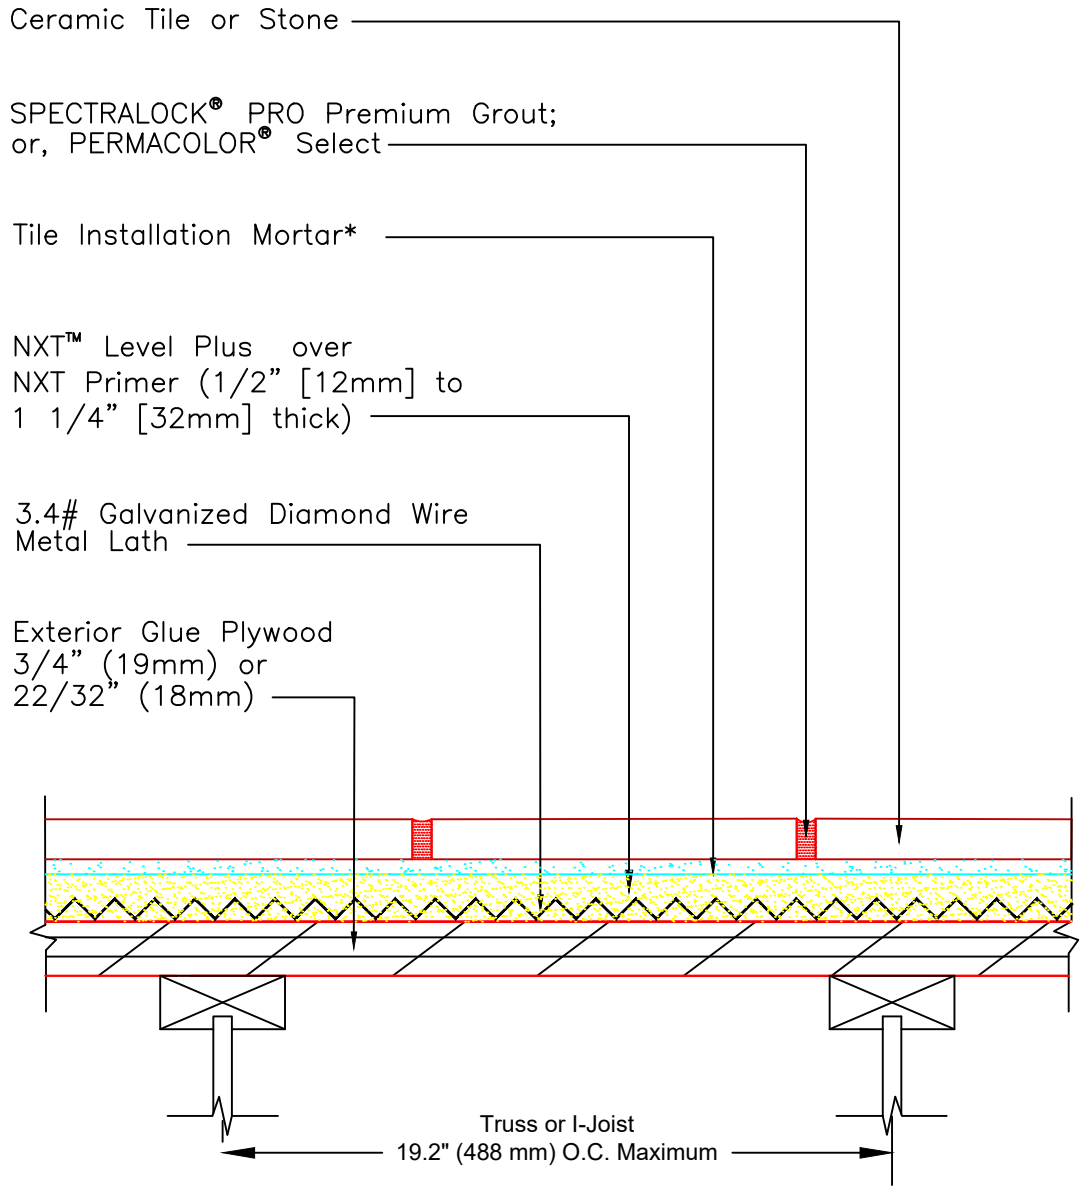 Ceramic Tile or Stone
SPECTRALOCK® PRO Premium Grout;
or, PERMACOLOR® Select
Tile Installation Mortar*
NXT™ Level Plus over
NXT Primer (1/2” [12mm] to
1 1/4” [32mm] thick)
3.4# Galvanized Diamond Wire
Metal Lath
Exterior Glue Plywood
3/4” (19mm) or
22/32” (18mm)
Truss or I-Joist
19.2" (488 mm) O.C. Maximum